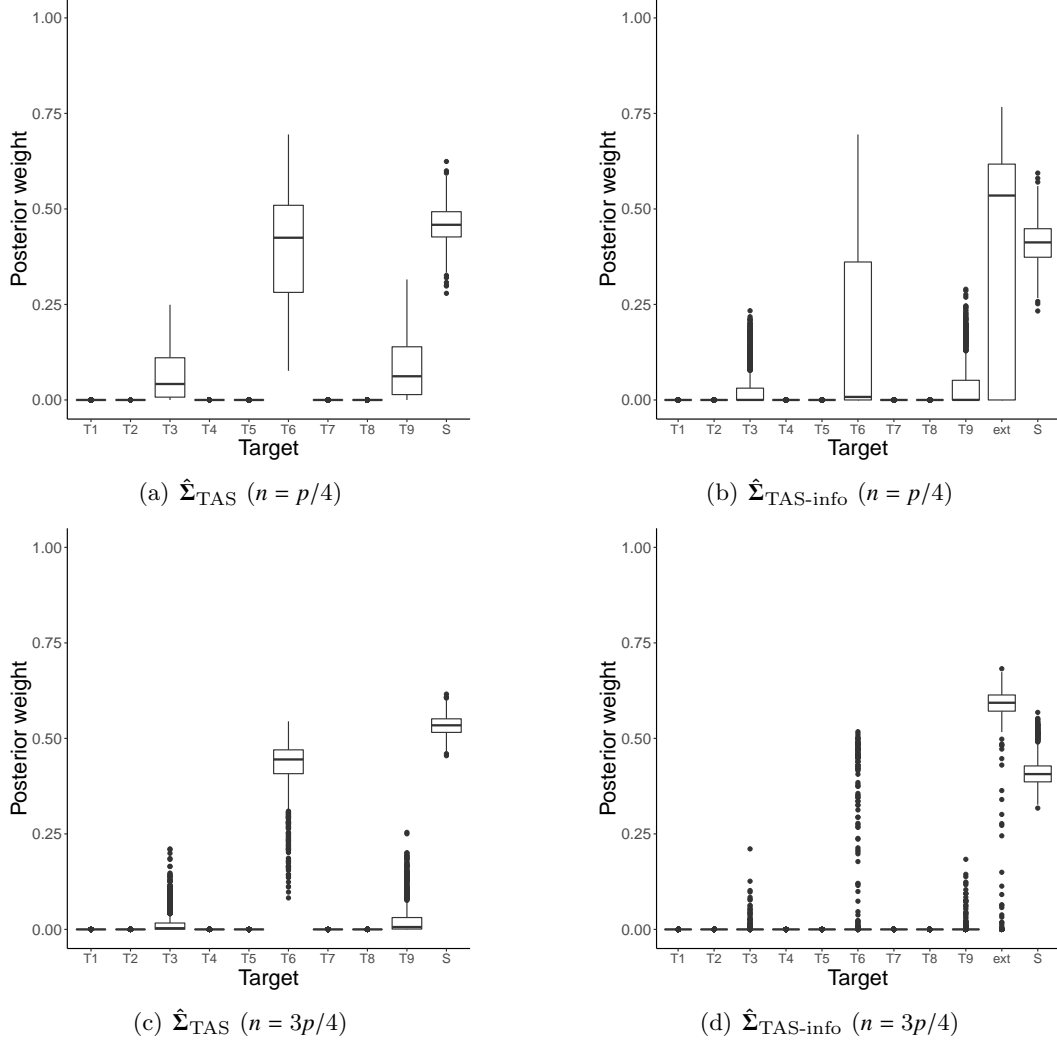 1.00
0.75
0.50
0.25
0.00
Posterior weight
T1 T2 T3 T4 T5 T6 T7 T8 T9 S
Target
(a) Σ̂TAS (n = p/4)
1.00
0.75
0.50
0.25
0.00
Posterior weight
T1 T2 T3 T4 T5 T6 T7 T8 T9 ext S
Target
(b) Σ̂TAS-info (n = p/4)
1.00
0.75
0.50
0.25
0.00
Posterior weight
T1 T2 T3 T4 T5 T6 T7 T8 T9 S
Target
(c) Σ̂TAS (n = 3p/4)
1.00
0.75
0.50
0.25
0.00
Posterior weight
T1 T2 T3 T4 T5 T6 T7 T8 T9 ext S
Target
(d) Σ̂TAS-info (n = 3p/4)